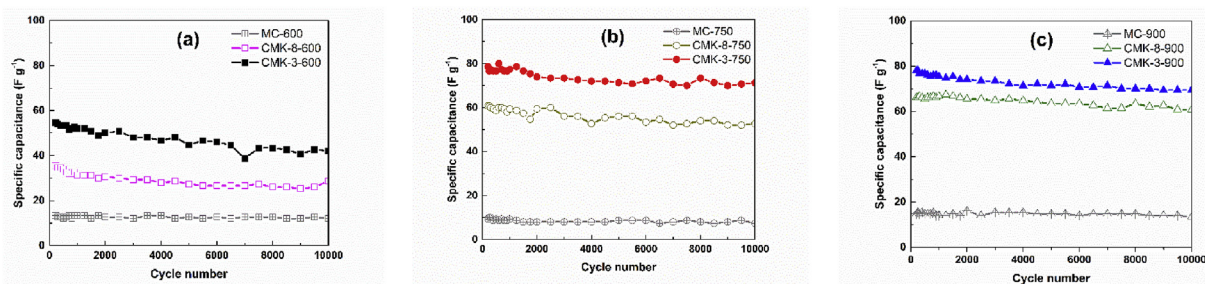 (a)
MC-600
CMK-8-600
CMK-3-600
Specific capacitance (F g⁻¹)
100
80
60
40
20
0
0 2000 4000 6000 8000 10000
Cycle number
(b)
MC-750
CMK-8-750
CMK-3-750
Specific capacitance (F g⁻¹)
100
80
60
40
20
0
0 2000 4000 6000 8000 10000
Cycle number
(c)
MC-900
CMK-8-900
CMK-3-900
Specific capacitance (F g⁻¹)
100
80
60
40
20
0
0 2000 4000 6000 8000 10000
Cycle number